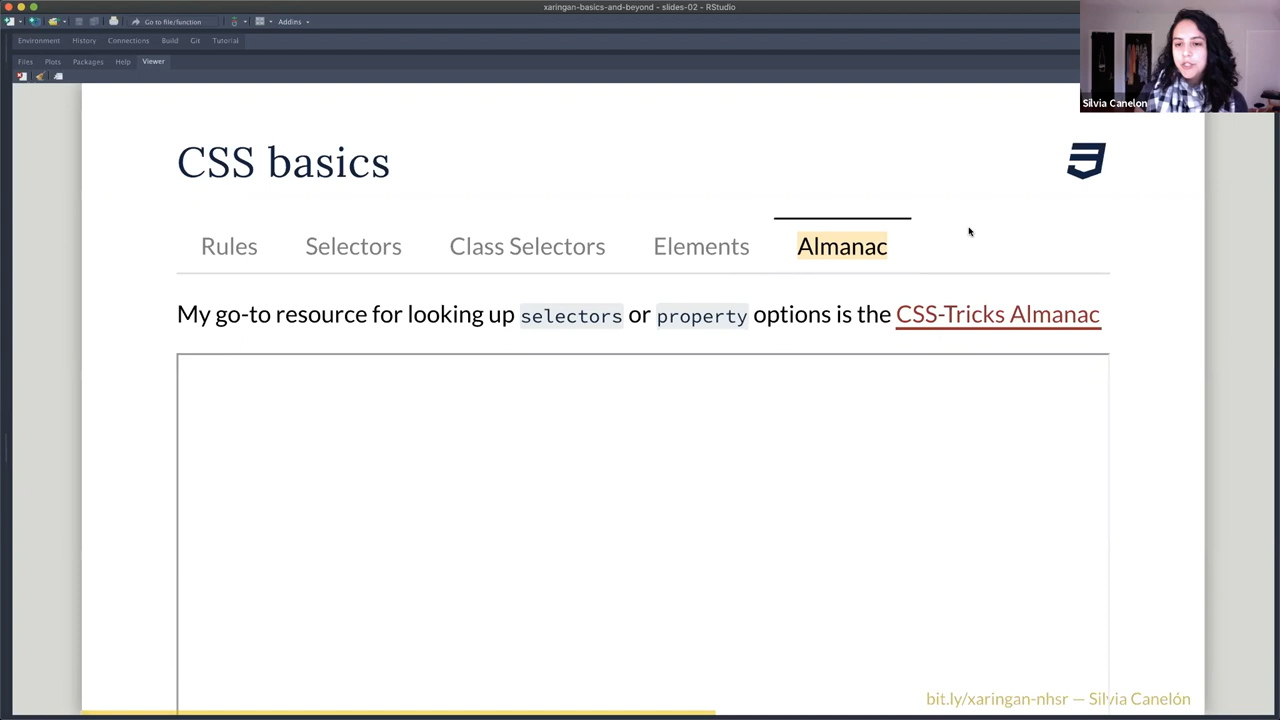 xaringan-basics-and-beyond - slides-02 - RStudio
Go to file/function Addins
Environment History Connections Build Git Tutorial
Files Plots Packages Help Viewer
Silvia Canelon
CSS basics
Rules Selectors Class Selectors Elements Almanac
My go-to resource for looking up selectors or property options is the CSS-Tricks Almanac
bit.ly/xaringan-nhsr — Silvia Canelón